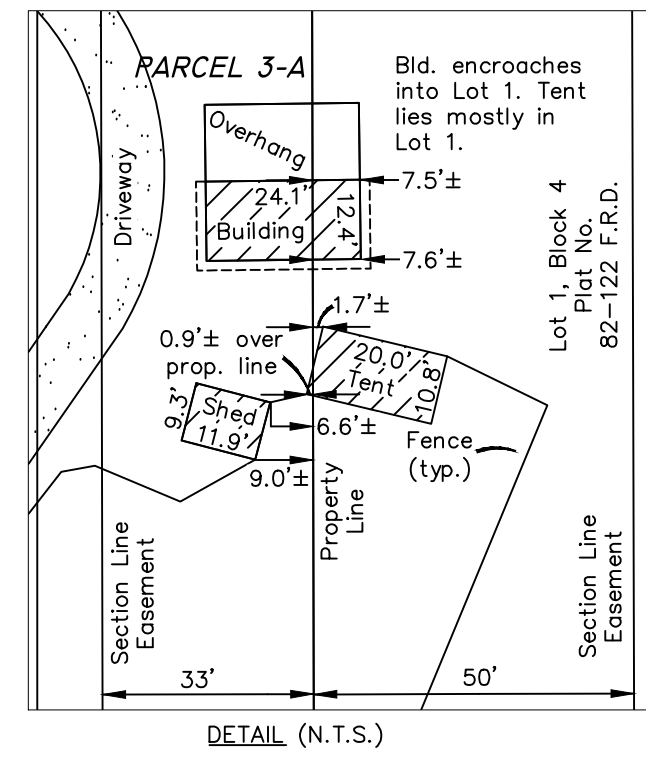 PARCEL 3-A
Bld. encroaches
into Lot 1. Tent
lies mostly in
Lot 1.
Overhang
Driveway
24.1'
12.4'
Building
7.5'±
7.6'±
Lot 1, Block 4
Plat No.
82-122 F.R.D.
1.7'±
0.9'± over
prop. line
20.0'
Tent
10.8'
9.3'
Shed
11.9'
6.6'±
9.0'±
Fence
(typ.)
Property
Line
Section Line
Easement
Section Line
Easement
33'
50'
DETAIL (N.T.S.)